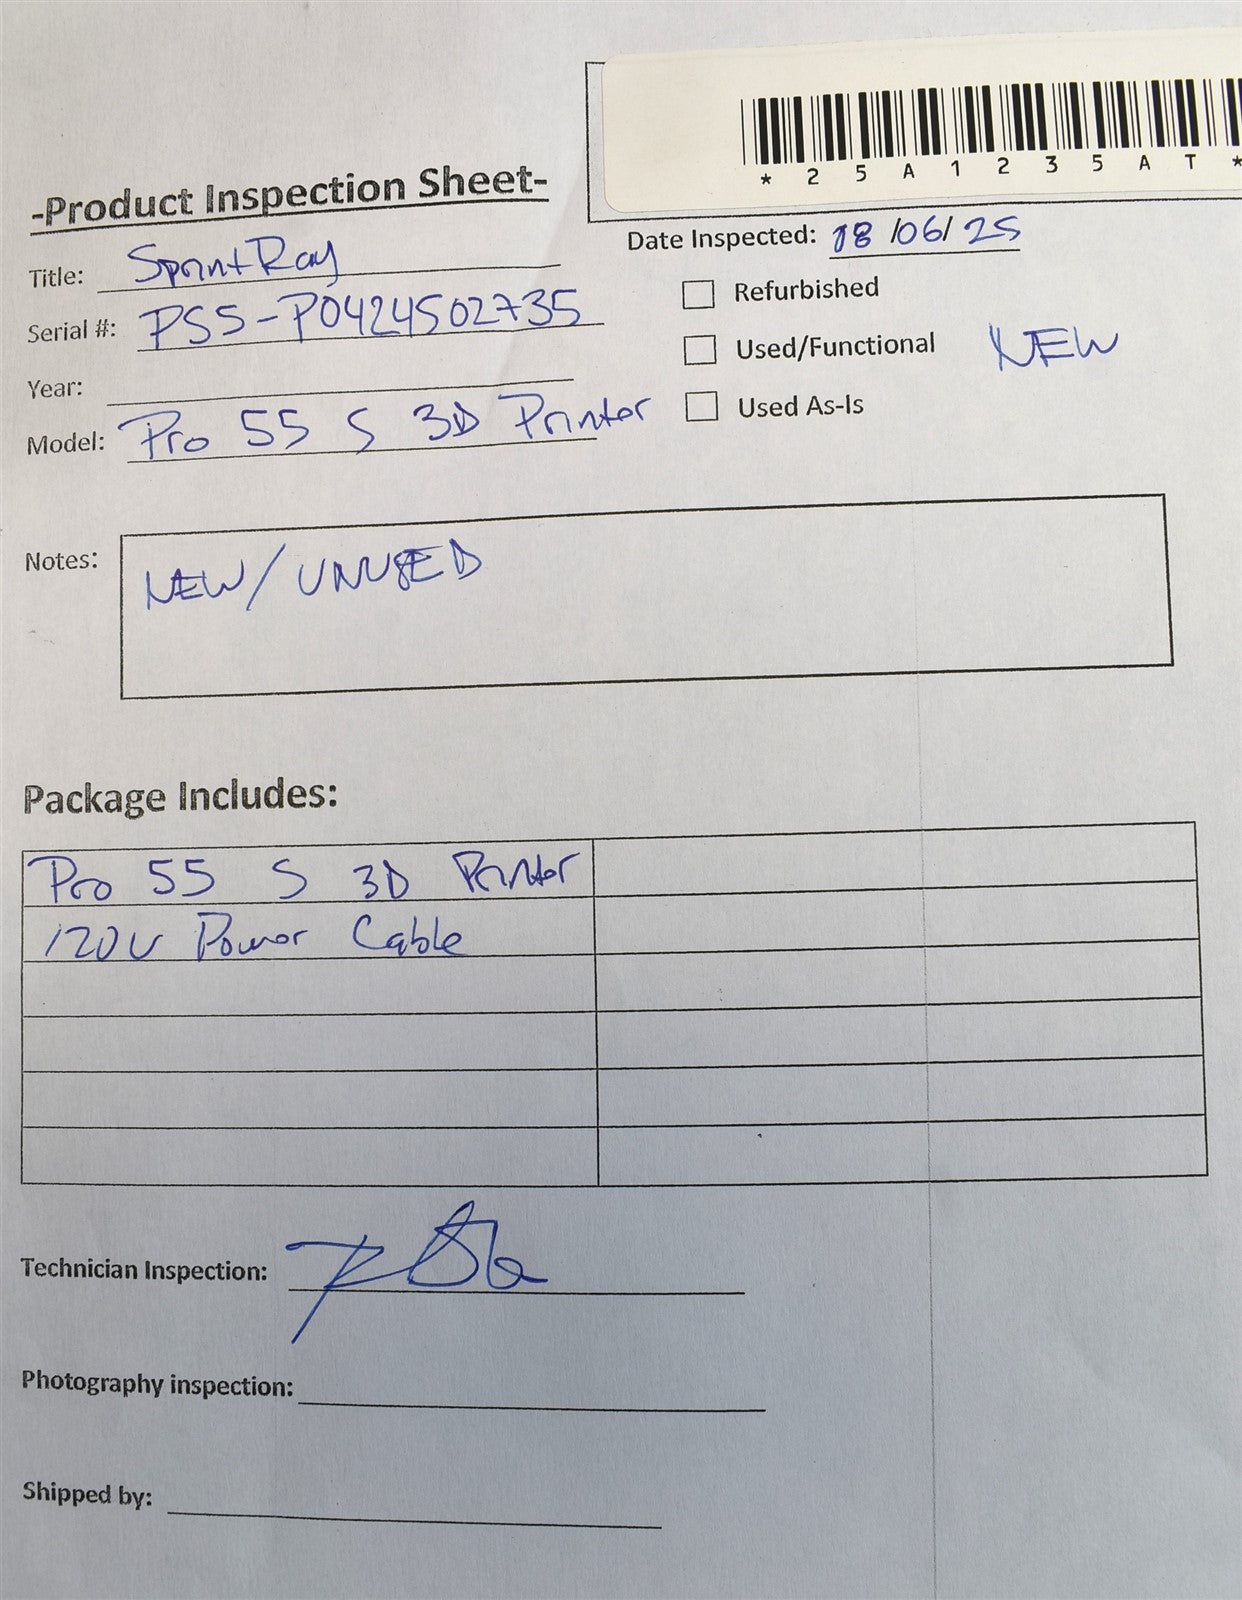 *25A1235AT*
-Product Inspection Sheet-
Title: SprintRay
Date Inspected: 18/06/25
Serial #: PS5-P0424502735
Refurbished
Year:
Used/Functional NEW
Model: Pro 55 S 3D Printer
Used As-Is
Notes: NEW/UNUSED
Package Includes:
Pro 55 S 3D Printer
120V Power Cable
Technician Inspection:
Photography inspection:
Shipped by: